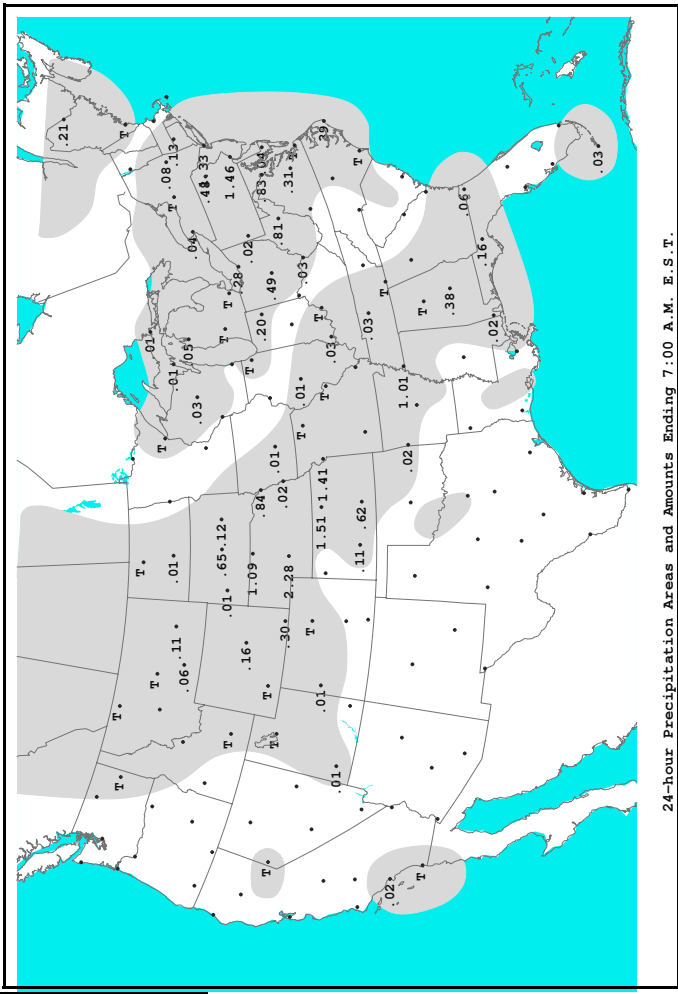 .21
T
T
T
T
.01
T
T
T
.08
.13
.01
.01
.11
.06
.05
.04
.03
.48
.33
.65
.12
T
T
T
.01
1.46
.28
.16
.02
T
1.09
.84
.20
.83
.04
T
T
.49
T
.01
.81
.02
.30
2.28
.31
T
.03
.01
T
T
T
.01
1.51
1.41
.39
T
.03
.01
T
.11
.62
.03
T
.02
1.01
.02
T
T
.38
.06
.16
.02
.03
24-hour Precipitation Areas and Amounts Ending 7:00 A.M. E.S.T.